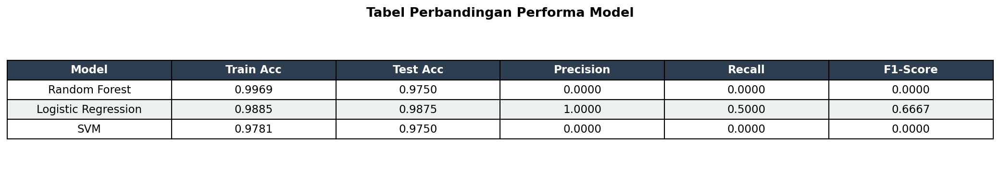 Tabel Perbandingan Performa Model
Model Train Acc Test Acc Precision Recall F1-Score
Random Forest 0.9969 0.9750 0.0000 0.0000 0.0000
Logistic Regression 0.9885 0.9875 1.0000 0.5000 0.6667
SVM 0.9781 0.9750 0.0000 0.0000 0.0000